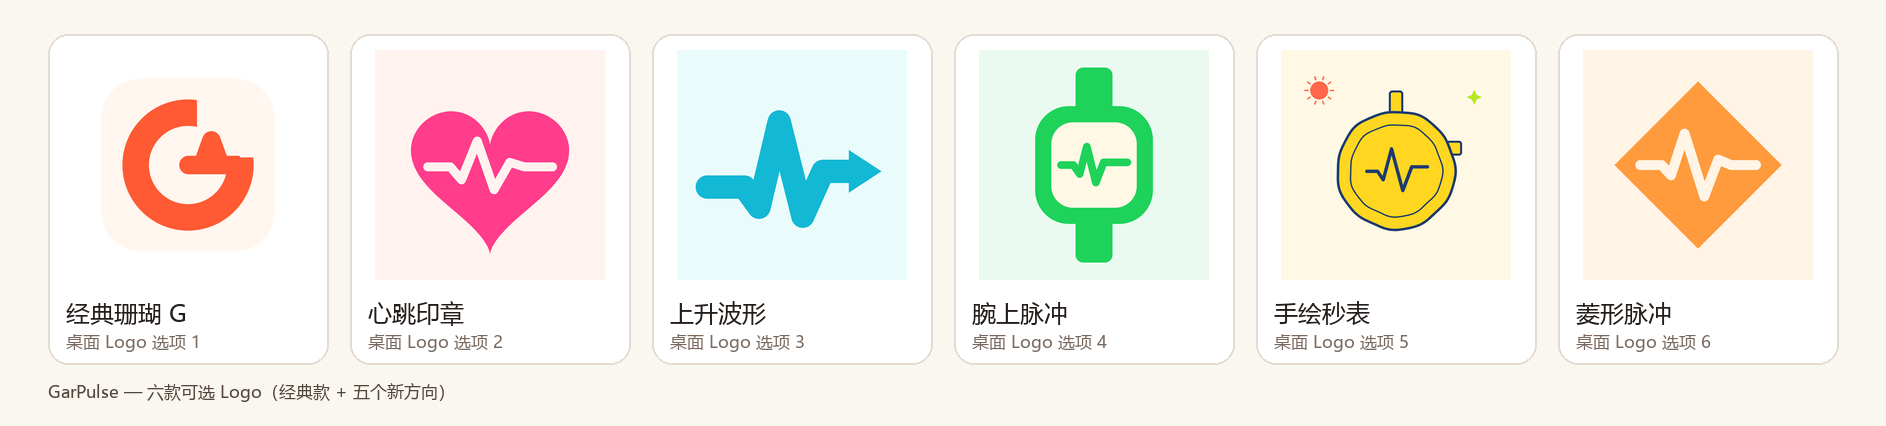 经典珊瑚 G
桌面 Logo 选项 1
心跳印章
桌面 Logo 选项 2
上升波形
桌面 Logo 选项 3
腕上脉冲
桌面 Logo 选项 4
手绘秒表
桌面 Logo 选项 5
菱形脉冲
桌面 Logo 选项 6
GarPulse — 六款可选 Logo（经典款 + 五个新方向）